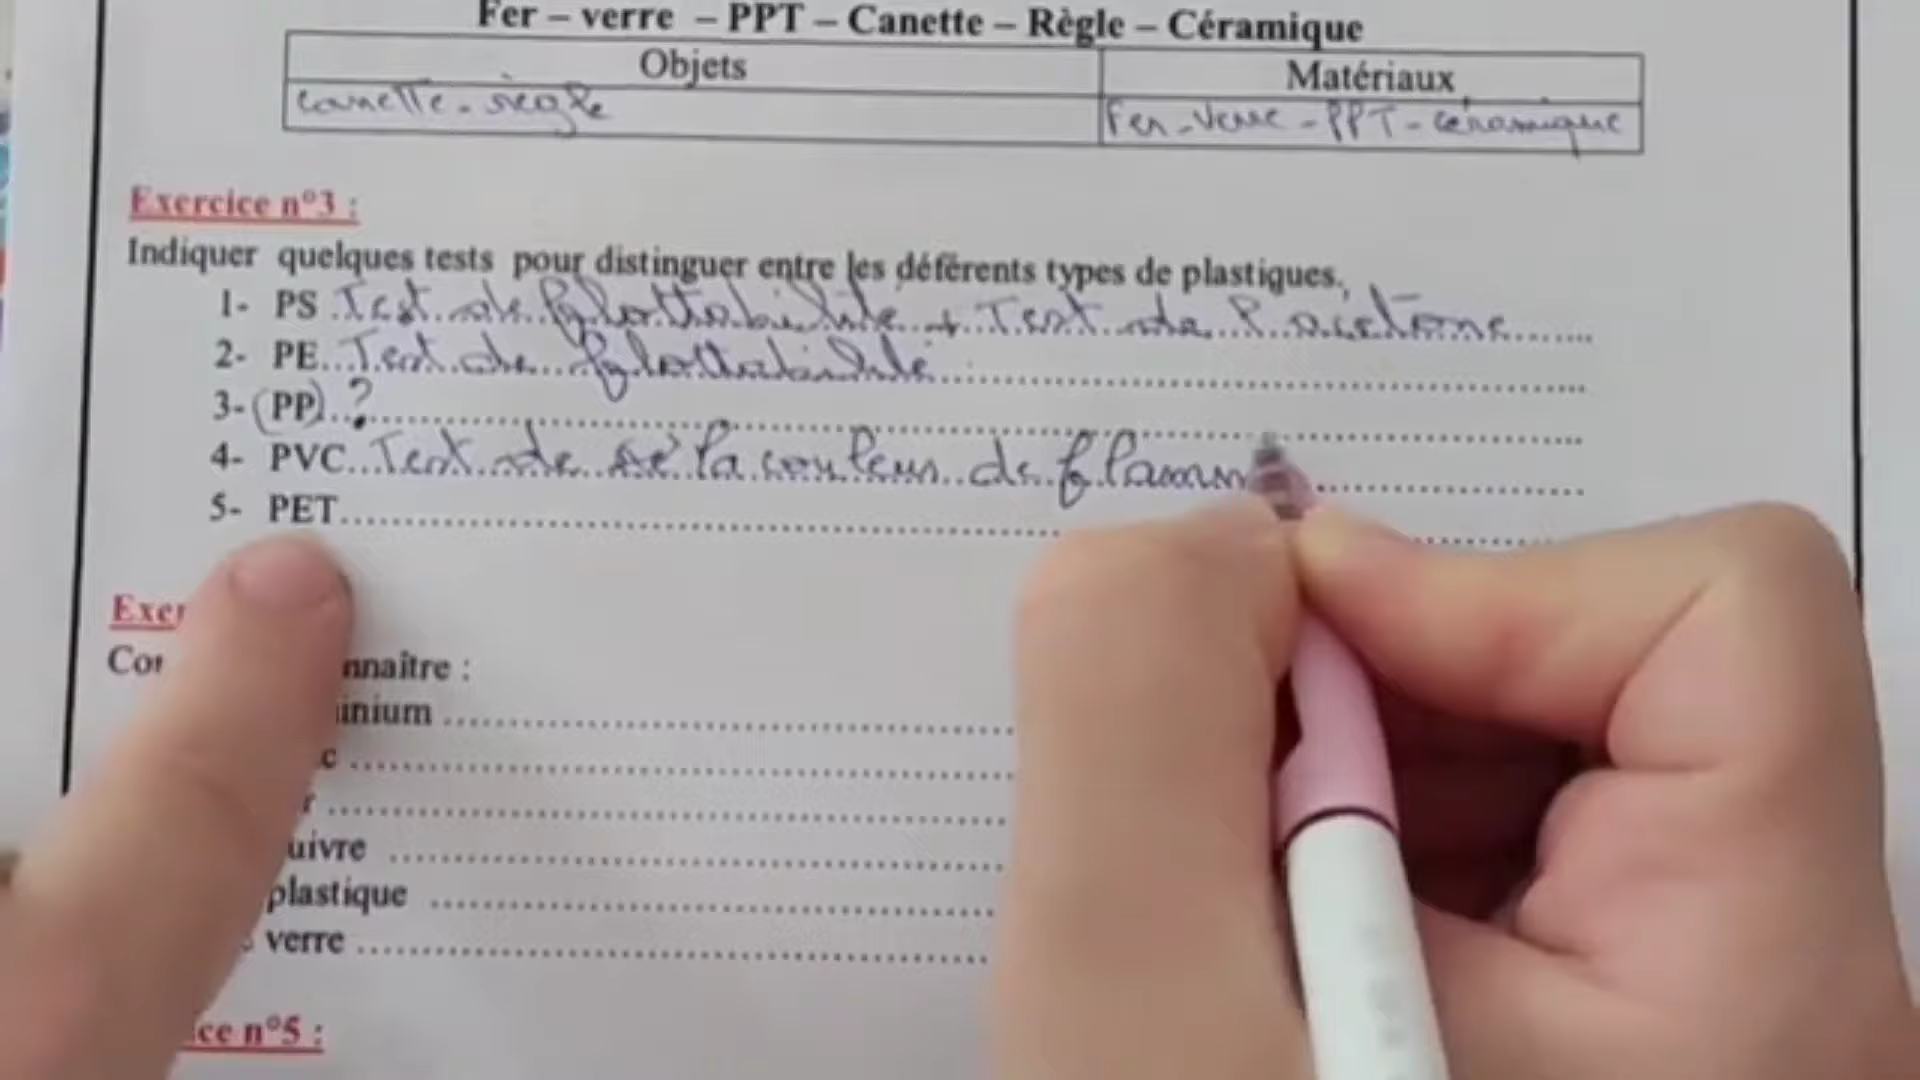 Fer – verre – PPT – Canette – Règle – Céramique
Objets Matériaux
canette - règle Fer - Verre - PPT - céramique
Exercice n°3 :
Indiquer quelques tests pour distinguer entre les déférents types de plastiques.
1- PS Test de flottabilité + Test de l'acétone
2- PE Test de flottabilité
3- (PP) ?
4- PVC Test de la couleur de flamm
5- PET
Exer
Con nnaître :
inium
c
r
uivre
plastique
verre
ce n°5 :